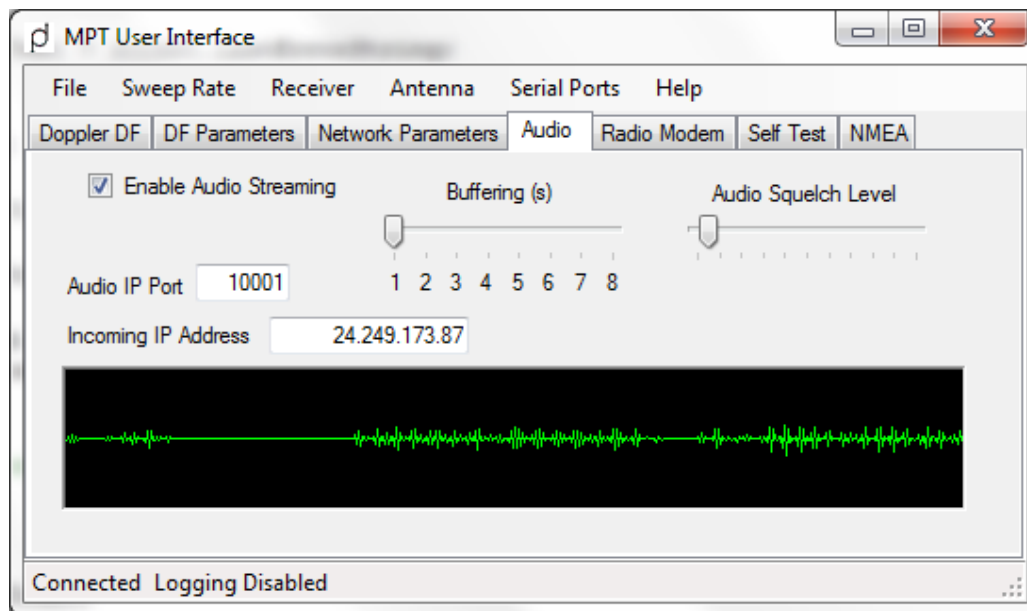 MPT User Interface
File Sweep Rate Receiver Antenna Serial Ports Help
Doppler DF DF Parameters Network Parameters Audio Radio Modem Self Test NMEA
Enable Audio Streaming Buffering (s) Audio Squelch Level
Audio IP Port 10001 1 2 3 4 5 6 7 8
Incoming IP Address 24.249.173.87
Connected Logging Disabled